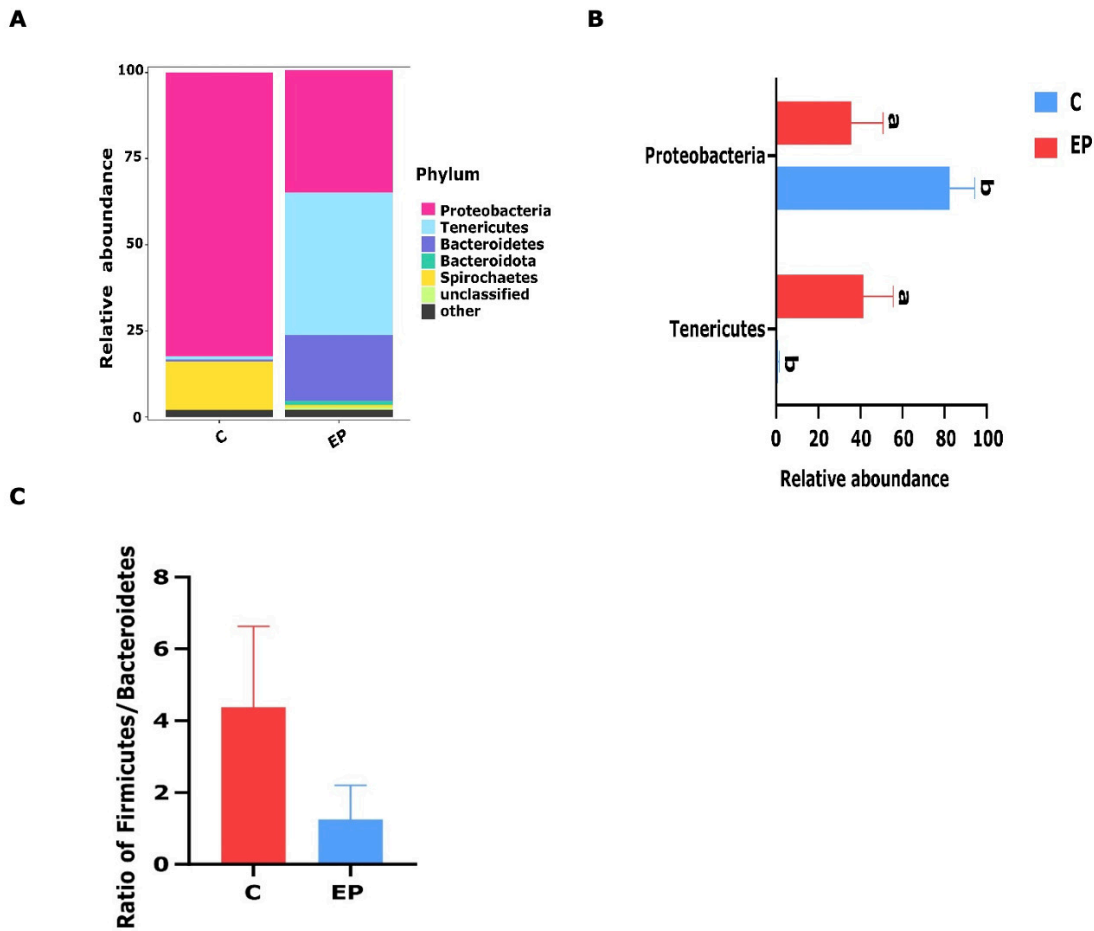 A
Relative aboundance
100
75
50
25
0
C
EP
Phylum
Proteobacteria
Tenericutes
Bacteroidetes
Bacteroidota
Spirochaetes
unclassified
other
B
Proteobacteria
Tenericutes
a
b
a
b
0 20 40 60 80 100
Relative aboundance
C
EP
C
Ratio of Firmicutes/Bacteroidetes
8
6
4
2
0
C EP